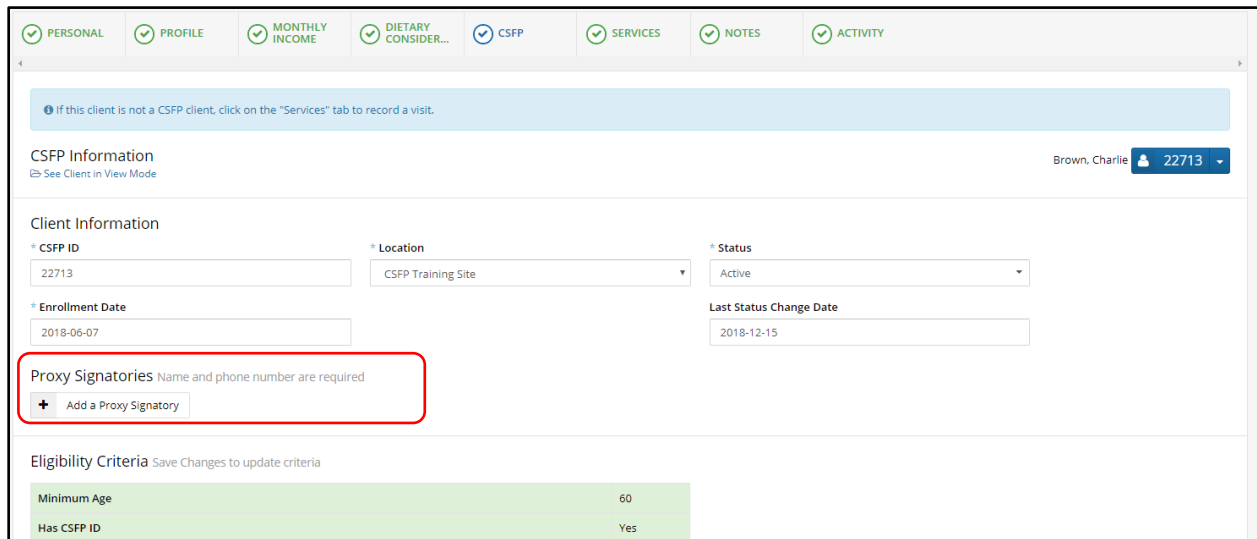 PERSONAL
PROFILE
MONTHLY INCOME
DIETARY CONSIDER...
CSFP
SERVICES
NOTES
ACTIVITY
If this client is not a CSFP client, click on the "Services" tab to record a visit.
CSFP Information
See Client in View Mode
Brown, Charlie 22713
Client Information
* CSFP ID * Location * Status
22713 CSFP Training Site Active
* Enrollment Date Last Status Change Date
2018-06-07 2018-12-15
Proxy Signatories Name and phone number are required
+ Add a Proxy Signatory
Eligibility Criteria Save Changes to update criteria
Minimum Age 60
Has CSFP ID Yes